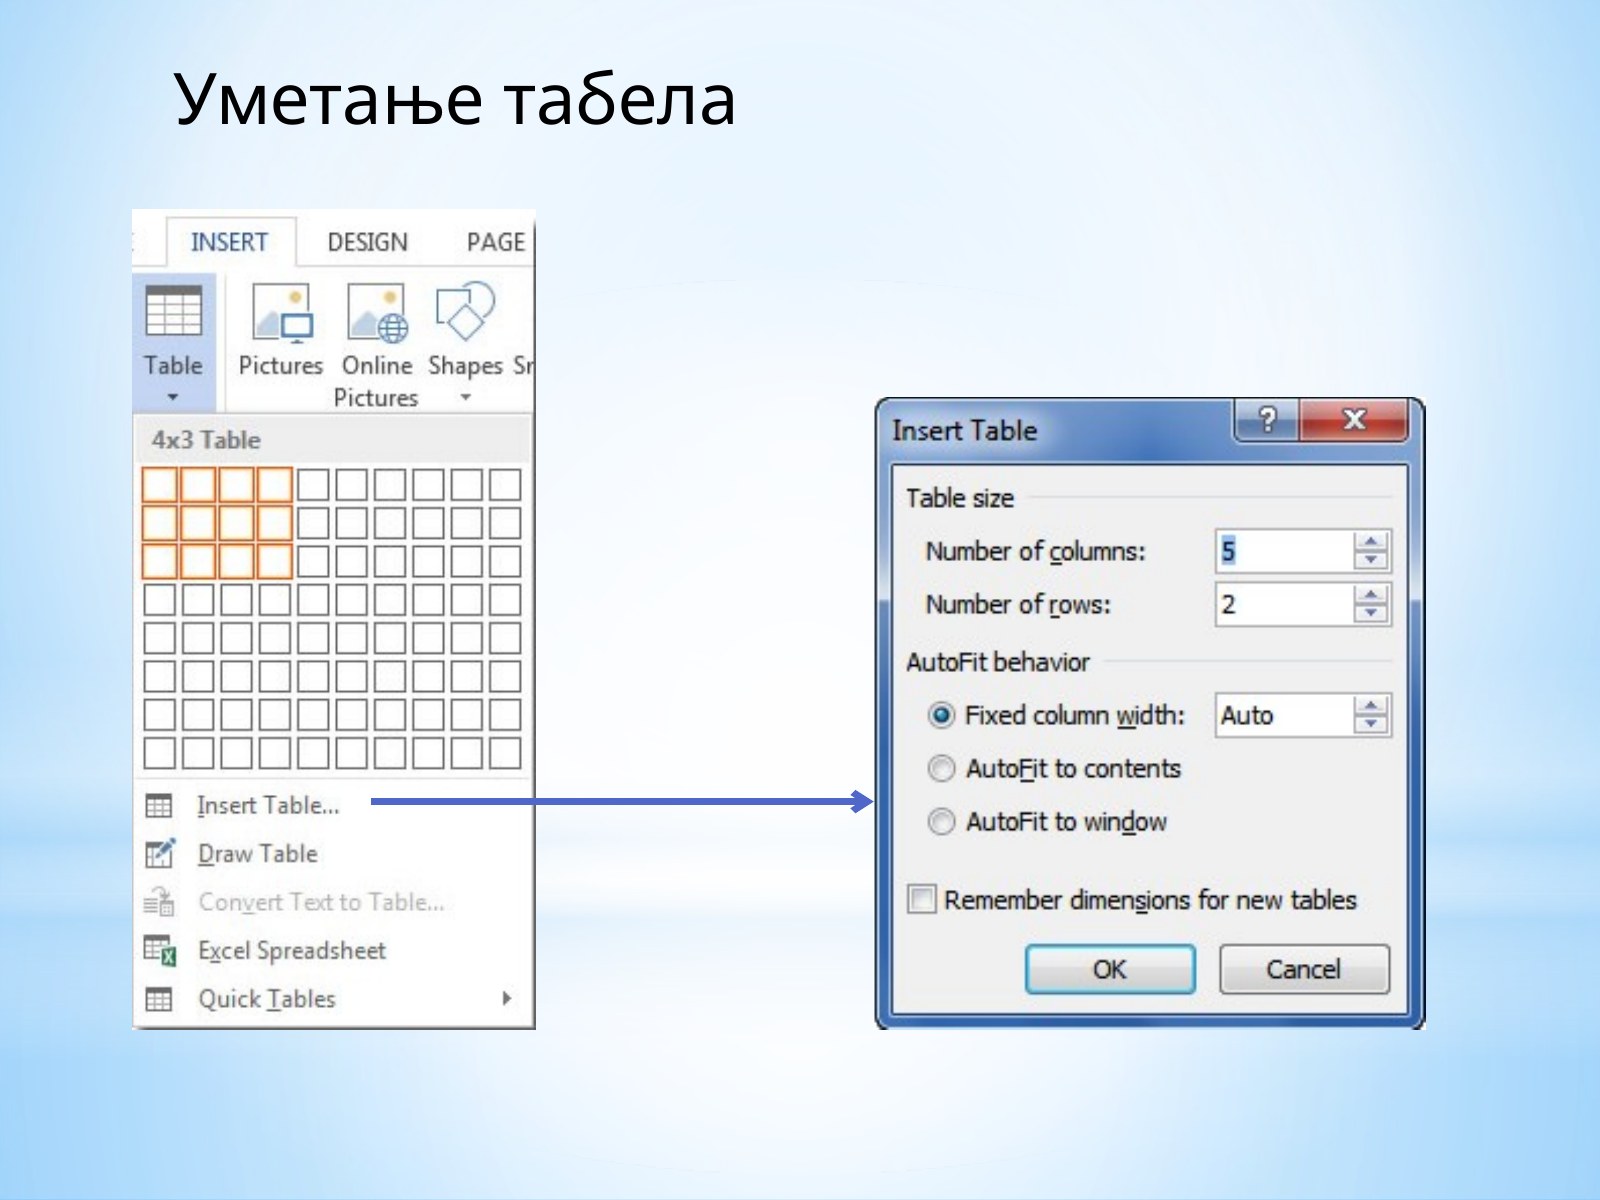 Уметање табела
INSERT DESIGN PAGE
Table Pictures Online Pictures Shapes
4x3 Table
Insert Table...
Draw Table
Convert Text to Table...
Excel Spreadsheet
Quick Tables
Insert Table ?
Table size
Number of columns: 5
Number of rows: 2
AutoFit behavior
Fixed column width: Auto
AutoFit to contents
AutoFit to window
Remember dimensions for new tables
OK Cancel